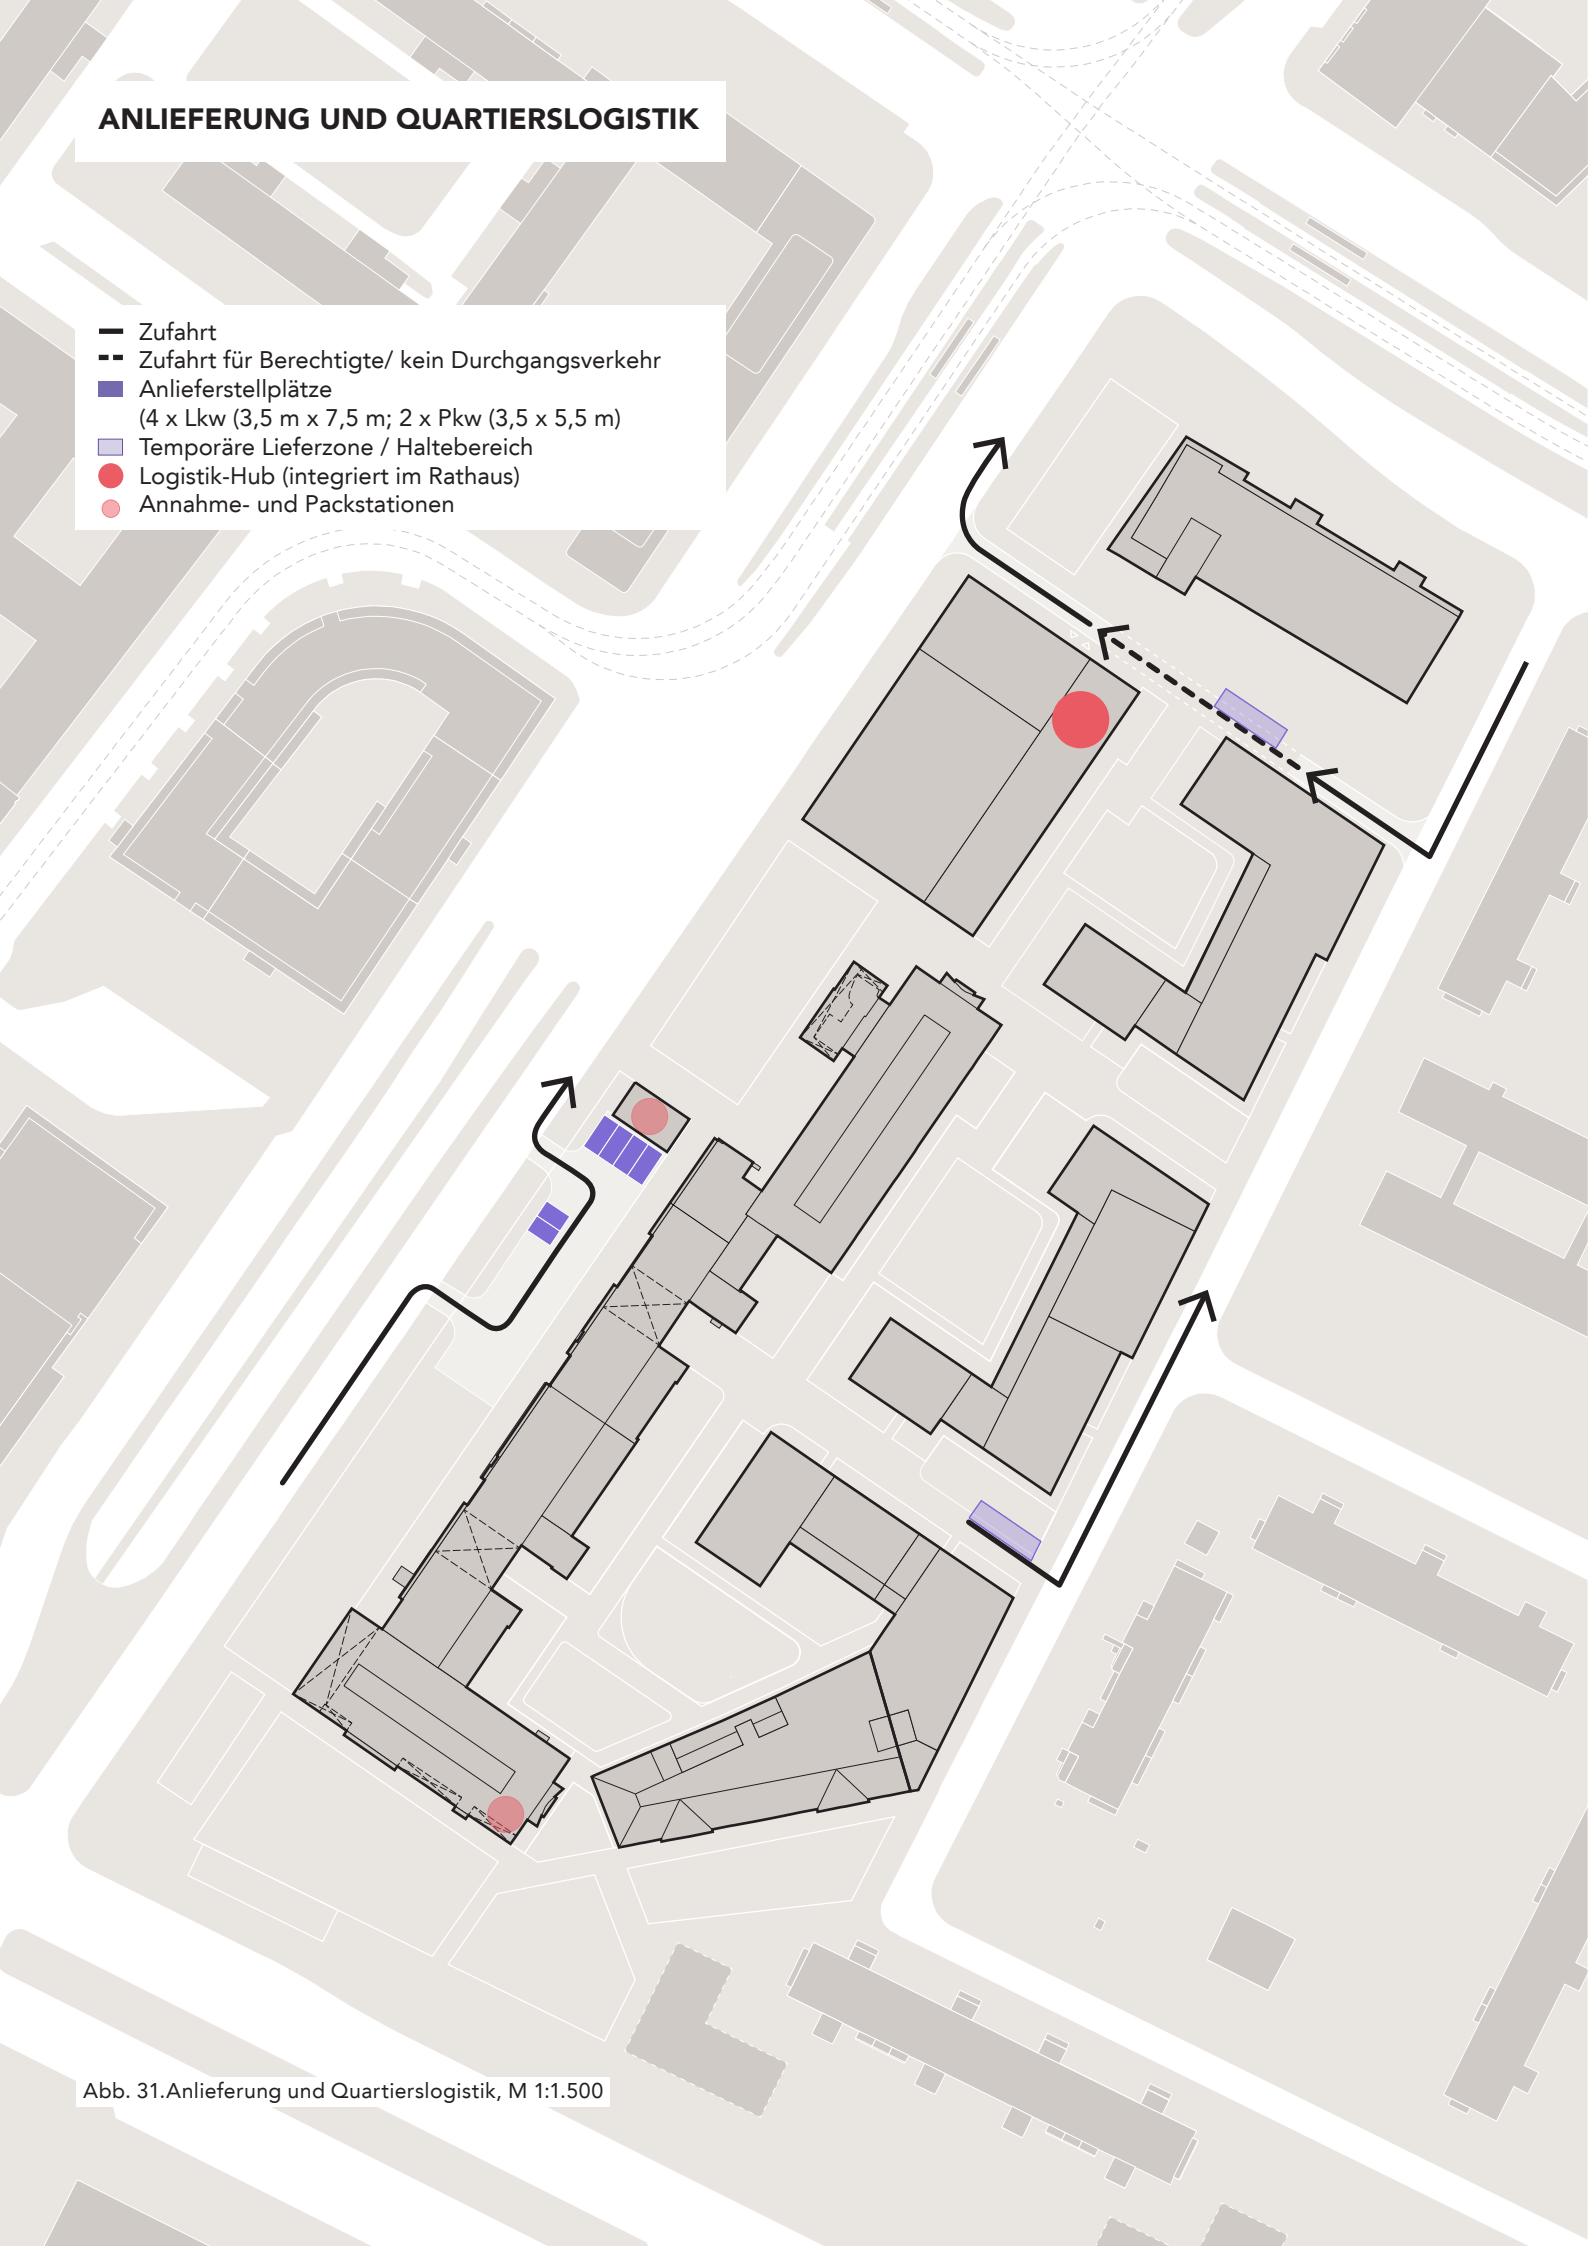 ANLIEFERUNG UND QUARTIERSLOGISTIK
Zufahrt
Zufahrt für Berechtigte/ kein Durchgangsverkehr
Anlieferstellplätze
(4 x Lkw (3,5 m x 7,5 m; 2 x Pkw (3,5 x 5,5 m)
Temporäre Lieferzone / Haltebereich
Logistik-Hub (integriert im Rathaus)
Annahme- und Packstationen
Abb. 31.Anlieferung und Quartierslogistik, M 1:1.500